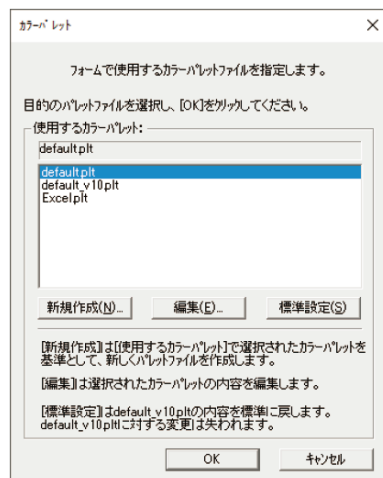 カラーパレット
フォームで使用するカラーパレットファイルを指定します。
目的のパレットファイルを選択し、[OK]をクリックしてください。
使用するカラーパレット:
default.plt
default.plt
default_v10.plt
Excel.plt
新規作成(N)...
編集(E)...
標準設定(S)
[新規作成]は[使用するカラーパレット]で選択されたカラーパレットを
基準として、新しくパレットファイルを作成します。
[編集]は選択されたカラーパレットの内容を編集します。
[標準設定]はdefault_v10.pltの内容を標準に戻します。
default_v10.pltに対する変更は失われます。
OK
キャンセル